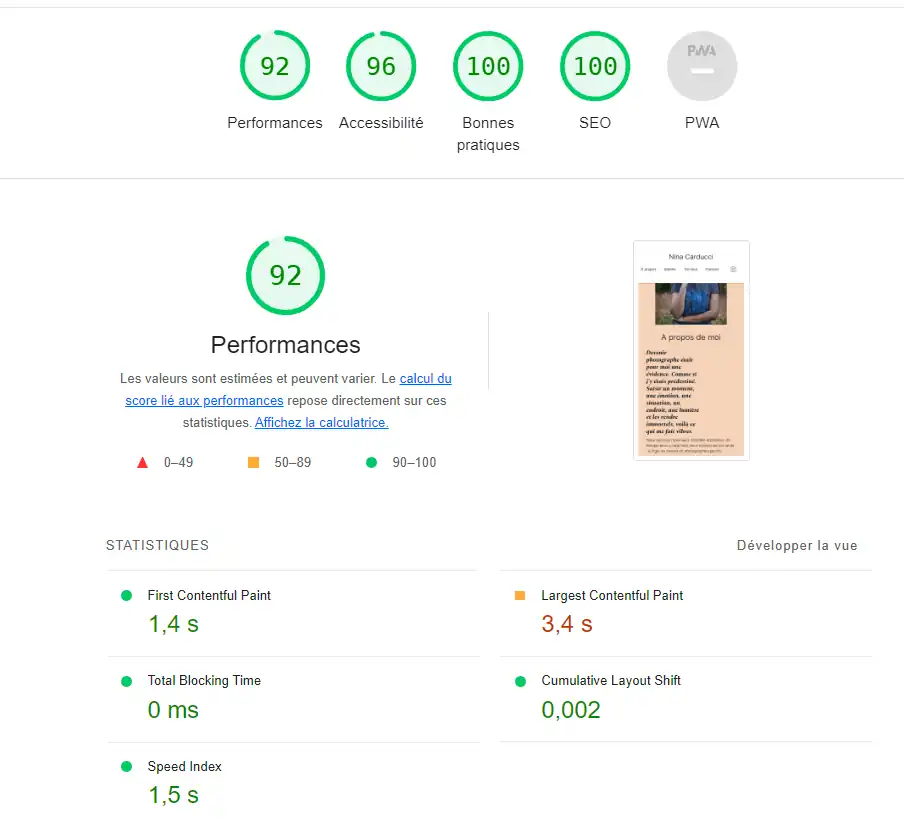 92
96
100
100
PWA
Performances
Accessibilité
Bonnes
pratiques
SEO
PWA
92
Performances
Les valeurs sont estimées et peuvent varier. Le calcul du
score lié aux performances repose directement sur ces
statistiques. Affichez la calculatrice.
0–49
50–89
90–100
Nina Carducci
A propos de moi
Devenir
photographe était
pour moi une
évidence. Comme si
j'y étais prédestiné.
Saisir un moment,
une émotion, une
situation, un
endroit, une lumière
et les rendre
immortels, voilà ce
qui me fait vibrer.
STATISTIQUES
Développer la vue
First Contentful Paint
1,4 s
Largest Contentful Paint
3,4 s
Total Blocking Time
0 ms
Cumulative Layout Shift
0,002
Speed Index
1,5 s